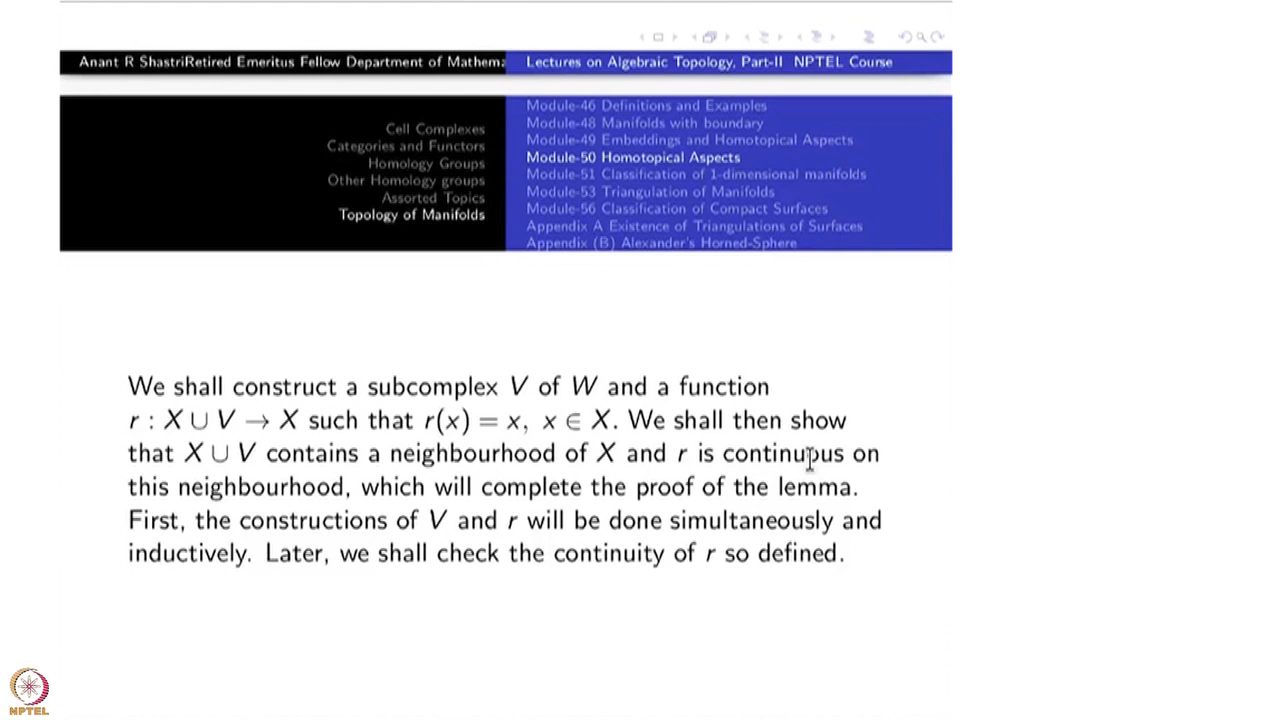 Anant R ShastriRetired Emeritus Fellow Department of Mathema
Lectures on Algebraic Topology, Part-II NPTEL Course
Cell Complexes
Categories and Functors
Homology Groups
Other Homology groups
Assorted Topics
Topology of Manifolds
Module-46 Definitions and Examples
Module-48 Manifolds with boundary
Module-49 Embeddings and Homotopical Aspects
Module-50 Homotopical Aspects
Module-51 Classification of 1-dimensional manifolds
Module-53 Triangulation of Manifolds
Module-56 Classification of Compact Surfaces
Appendix A Existence of Triangulations of Surfaces
Appendix (B) Alexander's Horned-Sphere
We shall construct a subcomplex V of W and a function
r : X ∪ V → X such that r(x) = x, x ∈ X. We shall then show
that X ∪ V contains a neighbourhood of X and r is continuous on
this neighbourhood, which will complete the proof of the lemma.
First, the constructions of V and r will be done simultaneously and
inductively. Later, we shall check the continuity of r so defined.
NPTEL